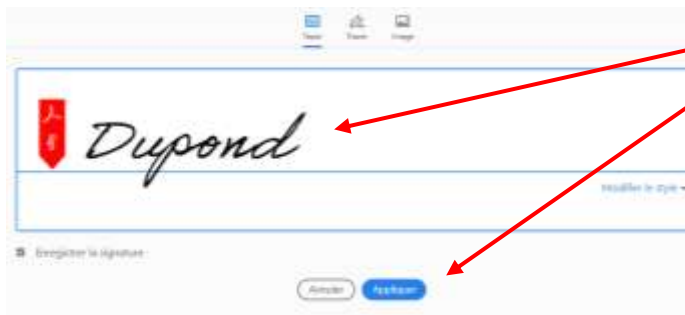 Taper Tracer Image
Dupond
Modifier le style
Enregistrer la signature
Annuler Appliquer